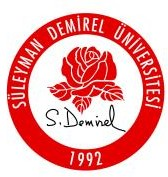 SÜLEYMAN DEMİREL ÜNİVERSİTESİ
S. Demirel
1992